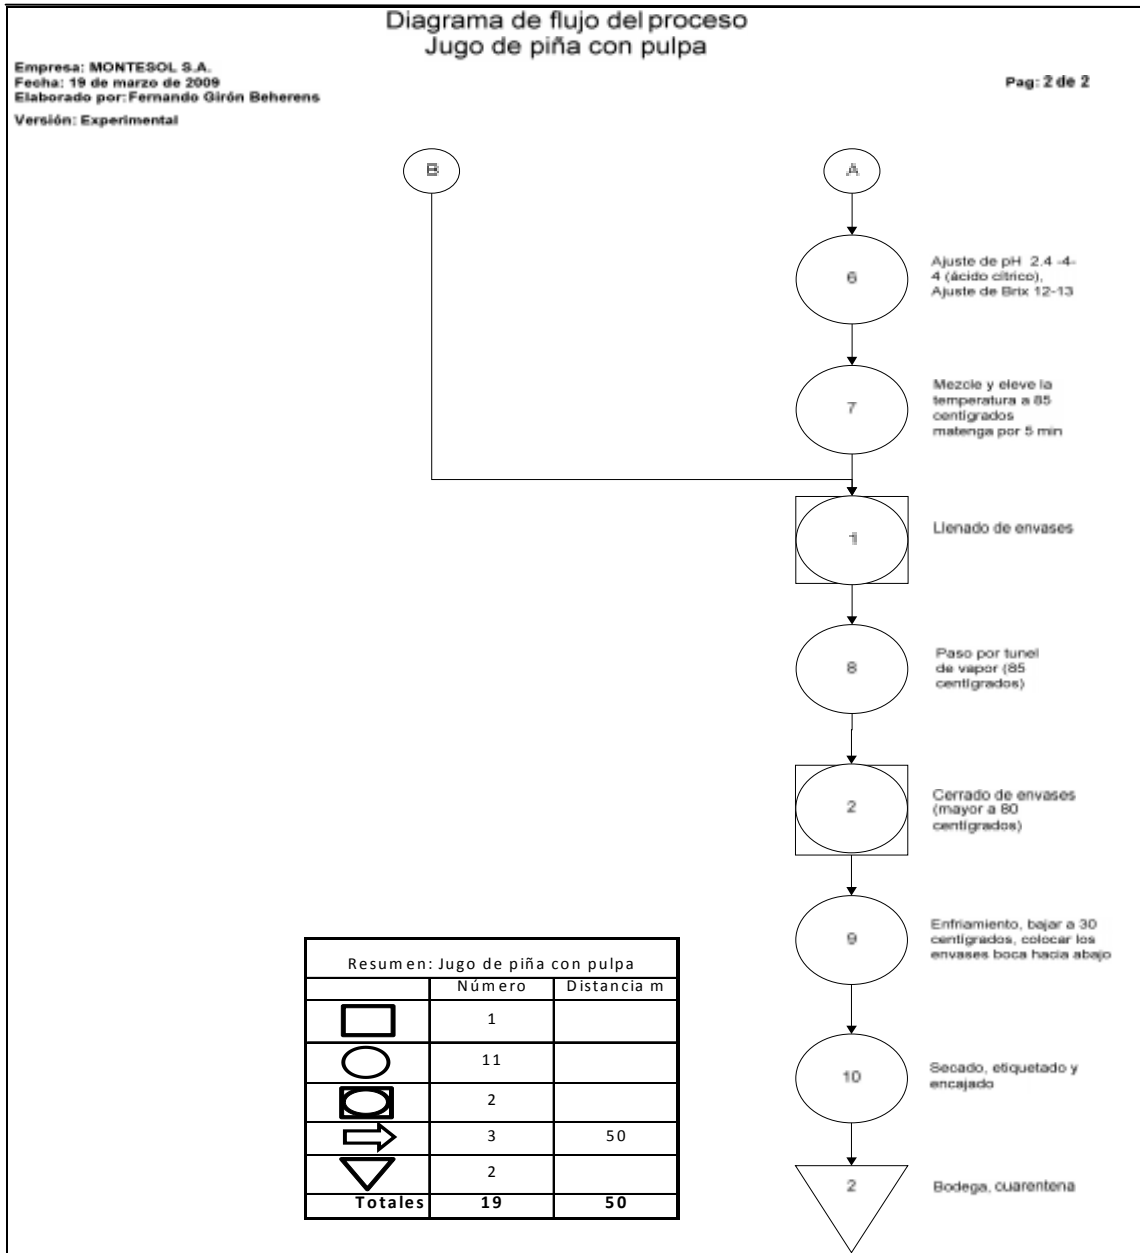 Diagrama de flujo del proceso
Jugo de piña con pulpa
Empresa: MONTESOL S.A.
Fecha: 19 de marzo de 2009
Elaborado por: Fernando Girón Beherens
Versión: Experimental
Pag: 2 de 2
B
A
6
Ajuste de pH 2.4 -4-
4 (ácido cítrico),
Ajuste de Brix 12-13
7
Mezcle y eleve la
temperatura a 85
centígrados
matenga por 5 min
1
Llenado de envases
8
Paso por tunel
de vapor (85
centígrados)
2
Cerrado de envases
(mayor a 80
centígrados)
9
Enfriamiento, bajar a 30
centígrados, colocar los
envases boca hacia abajo
10
Secado, etiquetado y
encajado
2
Bodega, cuarentena
Resumen: Jugo de piña con pulpa
Número Distancia m
1
11
2
3 50
2
Totales 19 50